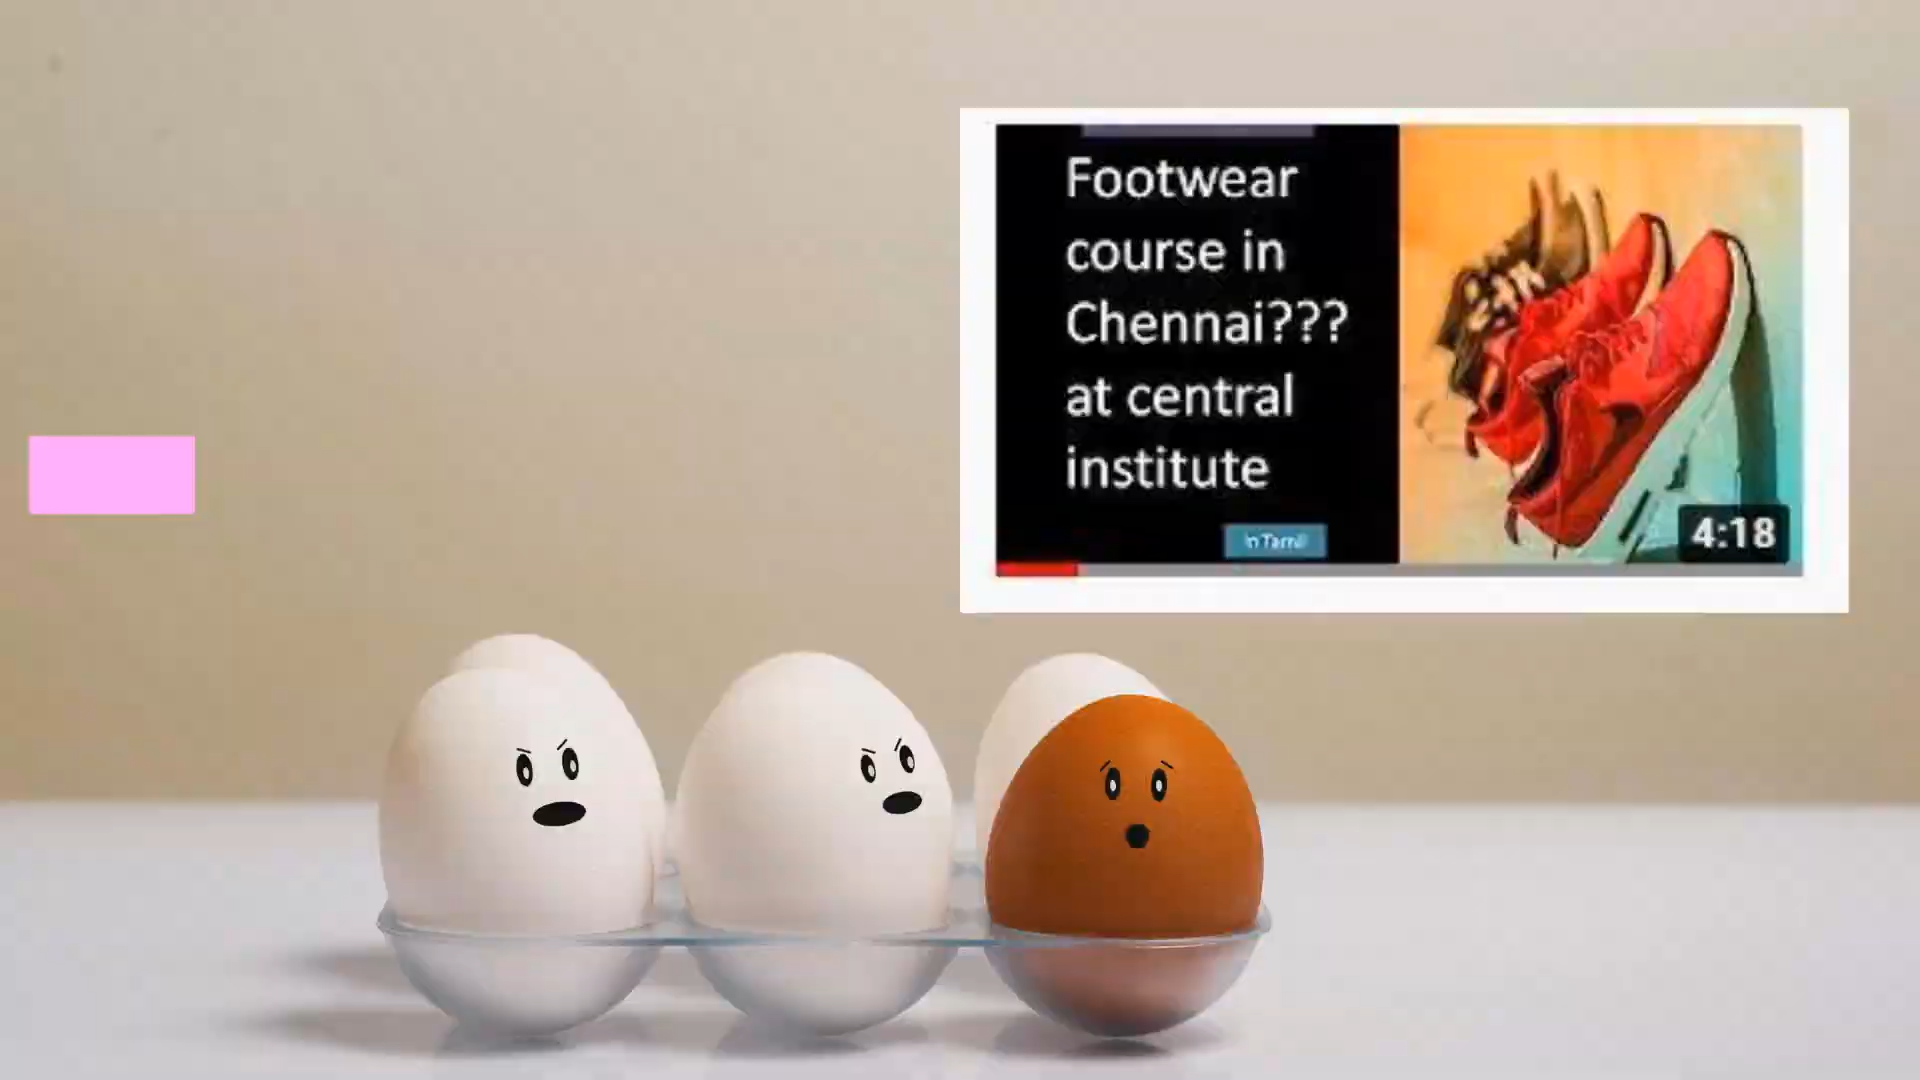 Footwear
course in
Chennai???
at central
institute
in Tamil
4:18